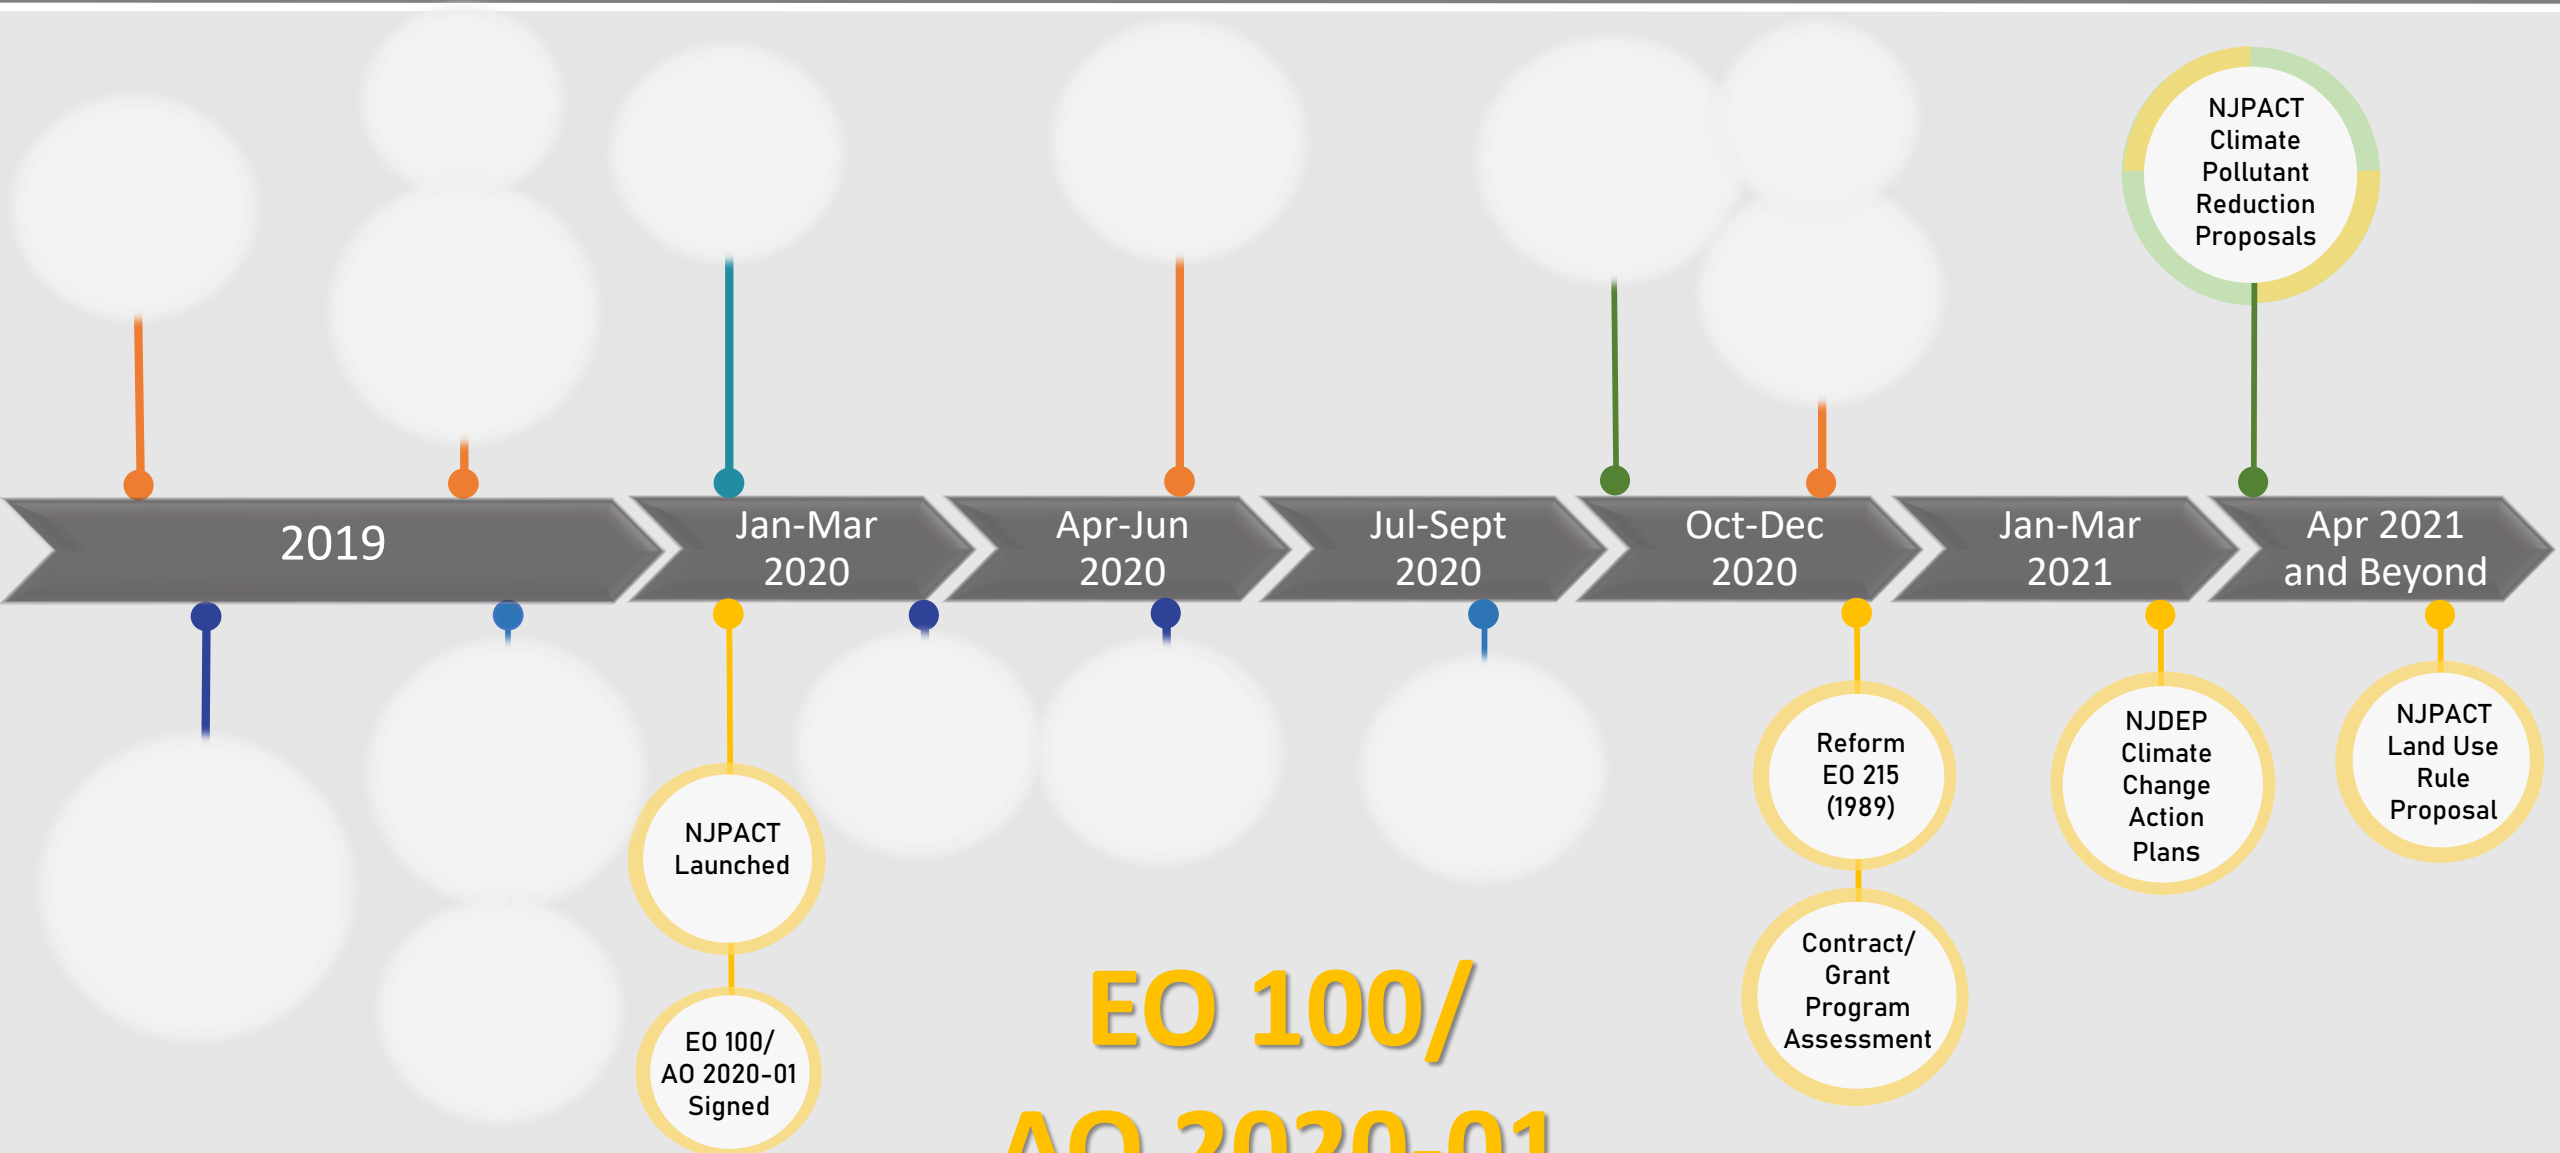 NJPACT
Climate
Pollutant
Reduction
Proposals
2019
Jan-Mar
2020
Apr-Jun
2020
Jul-Sept
2020
Oct-Dec
2020
Jan-Mar
2021
Apr 2021
and Beyond
NJPACT
Launched
EO 100/
AO 2020-01
Signed
Reform
EO 215
(1989)
Contract/
Grant
Program
Assessment
NJDEP
Climate
Change
Action
Plans
NJPACT
Land Use
Rule
Proposal
EO 100/
AO 2020-01